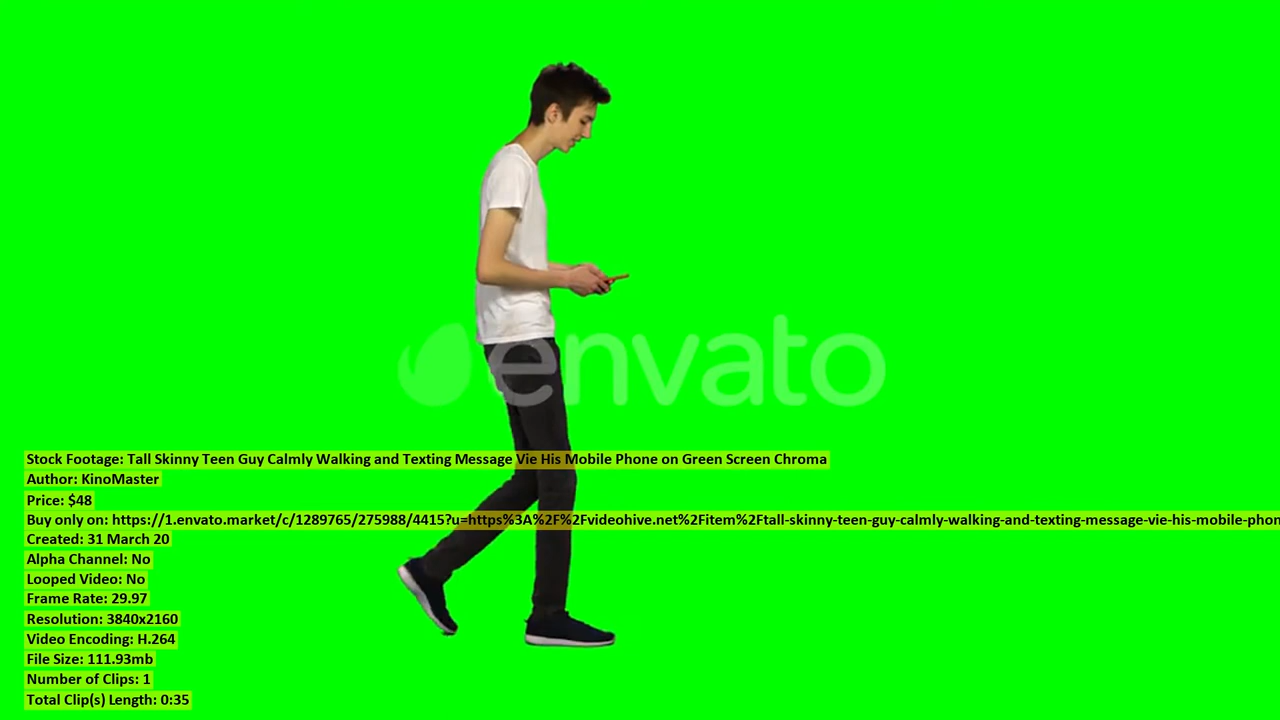 envato
Stock Footage: Tall Skinny Teen Guy Calmly Walking and Texting Message Vie His Mobile Phone on Green Screen Chroma
Author: KinoMaster
Price: $48
Buy only on: https://1.envato.market/c/1289765/275988/4415?u=https%3A%2F%2Fvideohive.net%2Fitem%2Ftall-skinny-teen-guy-calmly-walking-and-texting-message-vie-his-mobile-phon
Created: 31 March 20
Alpha Channel: No
Looped Video: No
Frame Rate: 29.97
Resolution: 3840x2160
Video Encoding: H.264
File Size: 111.93mb
Number of Clips: 1
Total Clip(s) Length: 0:35